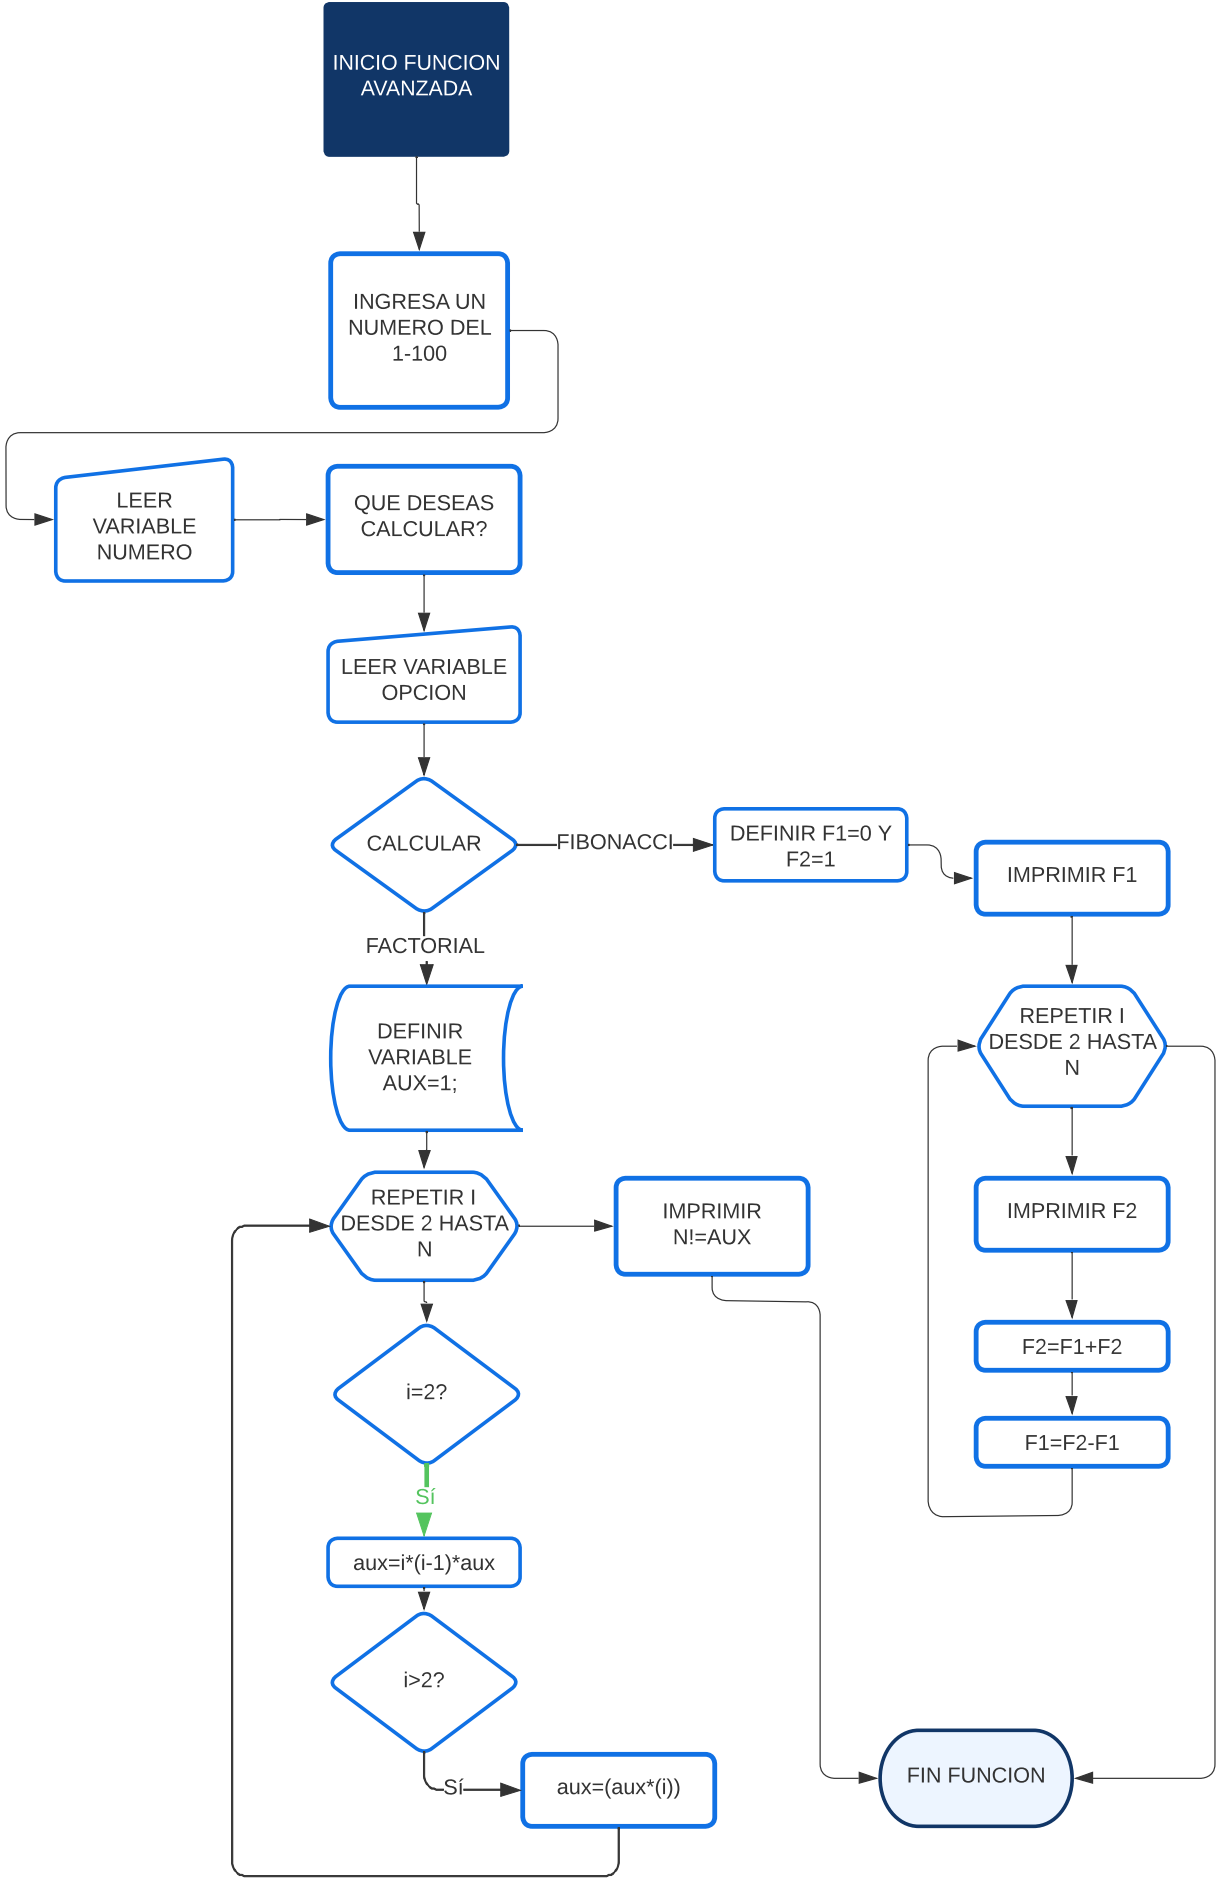 INICIO FUNCION
AVANZADA
INGRESA UN
NUMERO DEL
1-100
LEER
VARIABLE
NUMERO
QUE DESEAS
CALCULAR?
LEER VARIABLE
OPCION
CALCULAR
FIBONACCI
DEFINIR F1=0 Y
F2=1
IMPRIMIR F1
FACTORIAL
DEFINIR
VARIABLE
AUX=1;
REPETIR I
DESDE 2 HASTA
N
REPETIR I
DESDE 2 HASTA
N
IMPRIMIR
N!=AUX
IMPRIMIR F2
F2=F1+F2
i=2?
F1=F2-F1
Sí
aux=i*(i-1)*aux
i>2?
Sí
aux=(aux*(i))
FIN FUNCION